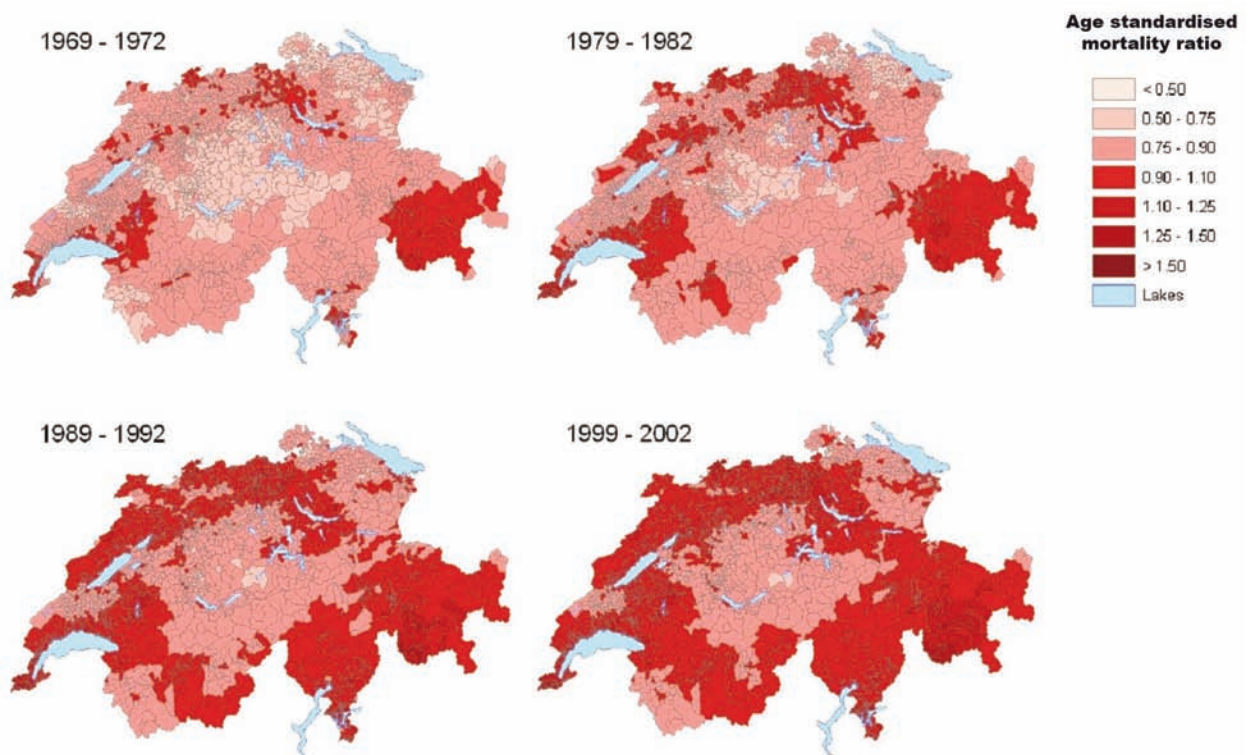 1969 - 1972
1979 - 1982
Age standardised
mortality ratio
< 0.50
0.50 - 0.75
0.75 - 0.90
0.90 - 1.10
1.10 - 1.25
1.25 - 1.50
> 1.50
Lakes
1989 - 1992
1999 - 2002